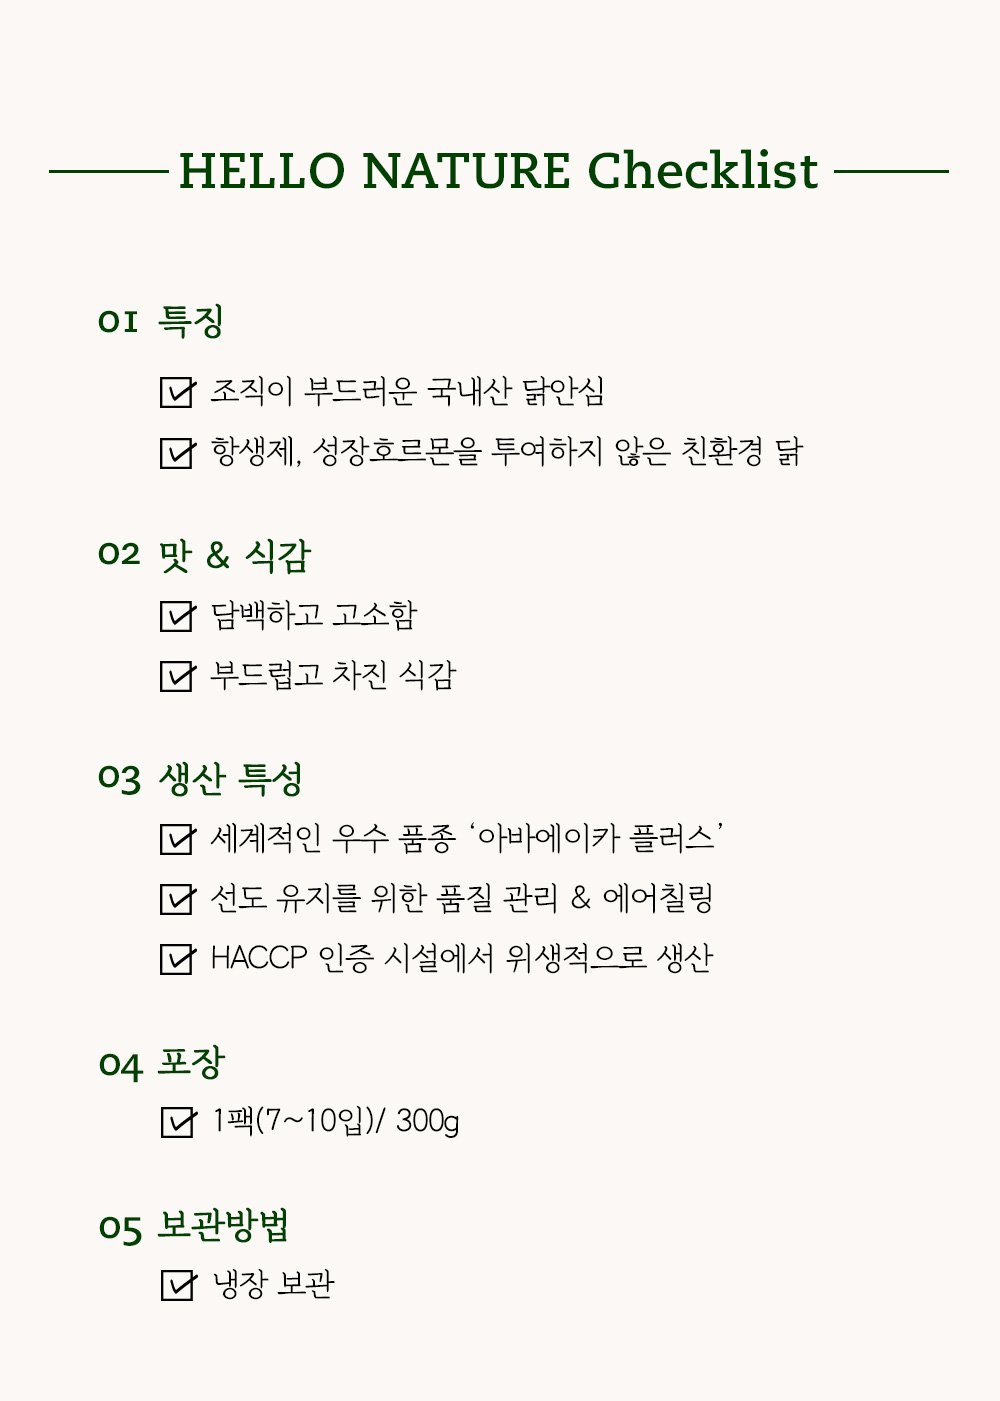 HELLO NATURE Checklist
01 특징
조직이 부드러운 국내산 닭안심
항생제, 성장호르몬을 투여하지 않은 친환경 닭
02 맛 & 식감
담백하고 고소함
부드럽고 차진 식감
03 생산 특성
세계적인 우수 품종 ‘아바에이카 플러스’
선도 유지를 위한 품질 관리 & 에어칠링
HACCP 인증 시설에서 위생적으로 생산
04 포장
1팩(7~10입)/ 300g
05 보관방법
냉장 보관